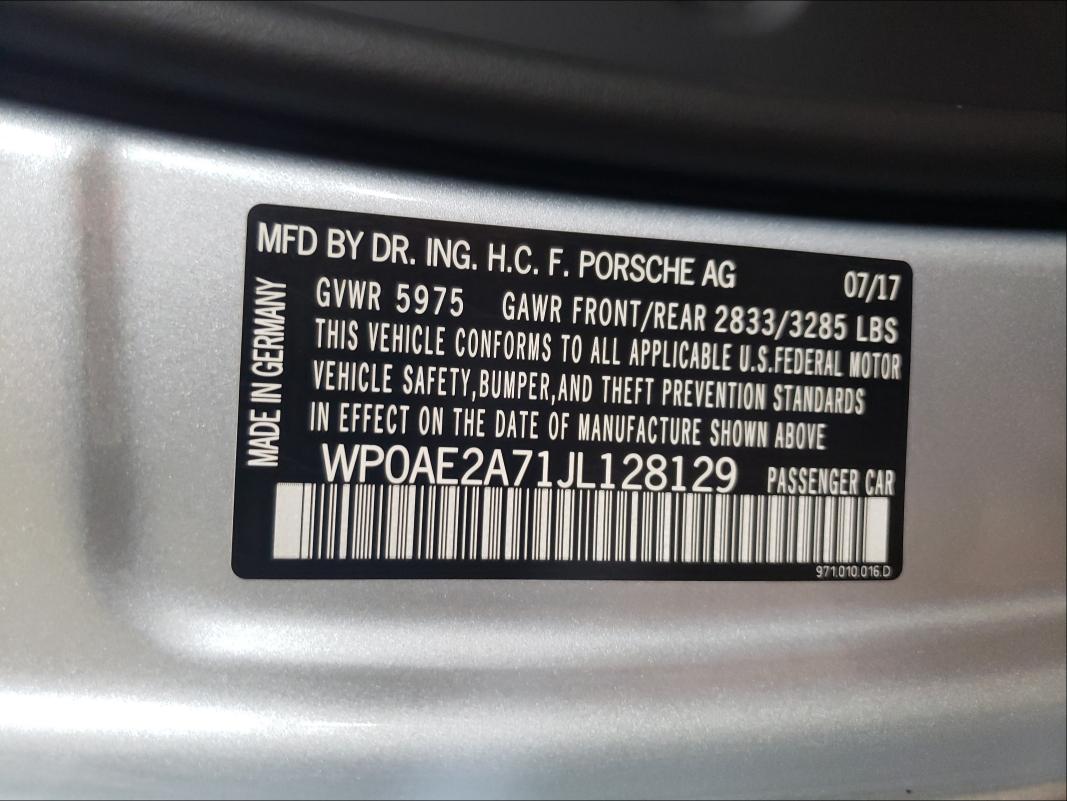 MFD BY DR. ING. H.C. F. PORSCHE AG 07/17
GVWR 5975 GAWR FRONT/REAR 2833/3285 LBS
THIS VEHICLE CONFORMS TO ALL APPLICABLE U.S.FEDERAL MOTOR
VEHICLE SAFETY,BUMPER,AND THEFT PREVENTION STANDARDS
IN EFFECT ON THE DATE OF MANUFACTURE SHOWN ABOVE
WP0AE2A71JL128129 PASSENGER CAR
971.010.016.D
MADE IN GERMANY